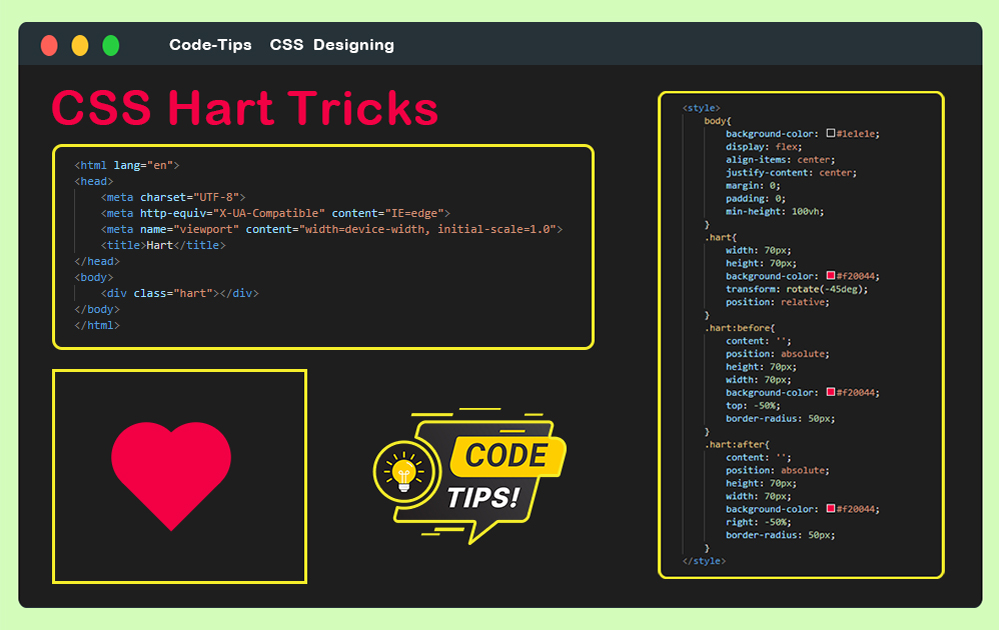 Code-Tips CSS Designing
CSS Hart Tricks
<html lang="en">
<head>
<meta charset="UTF-8">
<meta http-equiv="X-UA-Compatible" content="IE=edge">
<meta name="viewport" content="width=device-width, initial-scale=1.0">
<title>Hart</title>
</head>
<body>
<div class="hart"></div>
</body>
</html>
CODE
TIPS!
<style>
body{
background-color: #1e1e1e;
display: flex;
align-items: center;
justify-content: center;
margin: 0;
padding: 0;
min-height: 100vh;
}
.hart{
width: 70px;
height: 70px;
background-color: #f20044;
transform: rotate(-45deg);
position: relative;
}
.hart:before{
content: '';
position: absolute;
height: 70px;
width: 70px;
background-color: #f20044;
top: -50%;
border-radius: 50px;
}
.hart:after{
content: '';
position: absolute;
height: 70px;
width: 70px;
background-color: #f20044;
right: -50%;
border-radius: 50px;
}
</style>